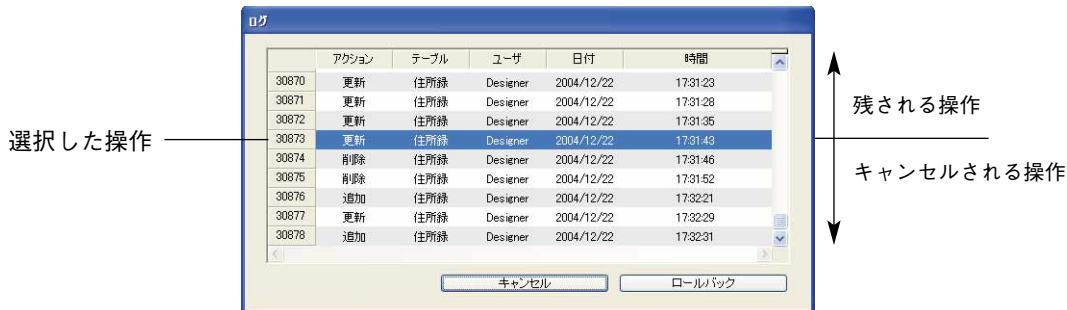 ログ
アクション テーブル ユーザ 日付 時間
30870 更新 住所録 Designer 2004/12/22 17:31:23
30871 更新 住所録 Designer 2004/12/22 17:31:28
30872 更新 住所録 Designer 2004/12/22 17:31:35
30873 更新 住所録 Designer 2004/12/22 17:31:43
30874 削除 住所録 Designer 2004/12/22 17:31:46
30875 削除 住所録 Designer 2004/12/22 17:31:52
30876 追加 住所録 Designer 2004/12/22 17:32:21
30877 更新 住所録 Designer 2004/12/22 17:32:29
30878 追加 住所録 Designer 2004/12/22 17:32:31
キャンセル ロールバック
選択した操作
残される操作
キャンセルされる操作